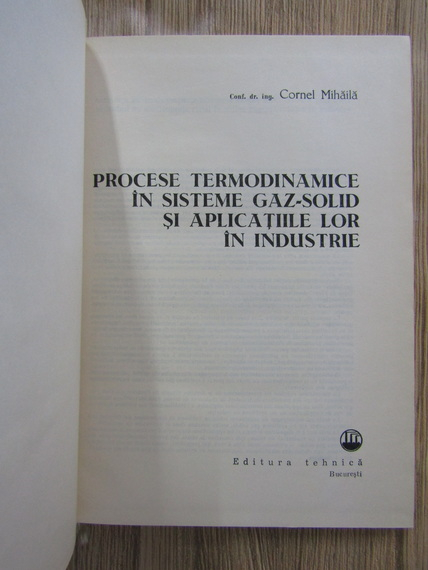 Conf. dr. ing. Cornel Mihăilă
PROCESE TERMODINAMICE
ÎN SISTEME GAZ-SOLID
ȘI APLICAȚIILE LOR
ÎN INDUSTRIE
Editura tehnică
București